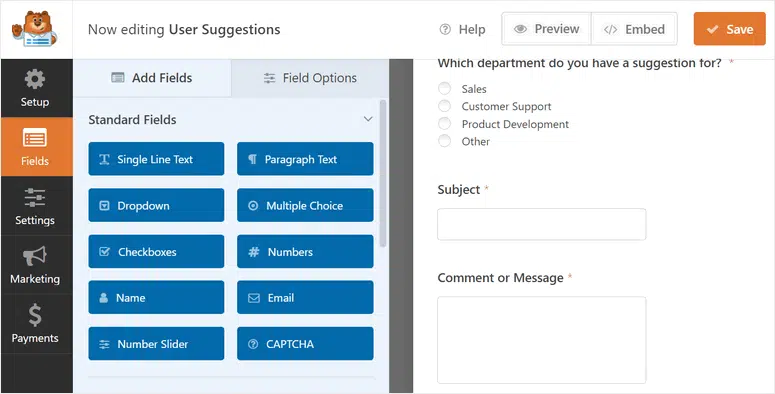 Now editing User Suggestions
Help
Preview
Embed
Save
Setup
Fields
Settings
Marketing
Payments
Add Fields
Field Options
Standard Fields
Single Line Text
Paragraph Text
Dropdown
Multiple Choice
Checkboxes
Numbers
Name
Email
Number Slider
CAPTCHA
Which department do you have a suggestion for? *
Sales
Customer Support
Product Development
Other
Subject *
Comment or Message *